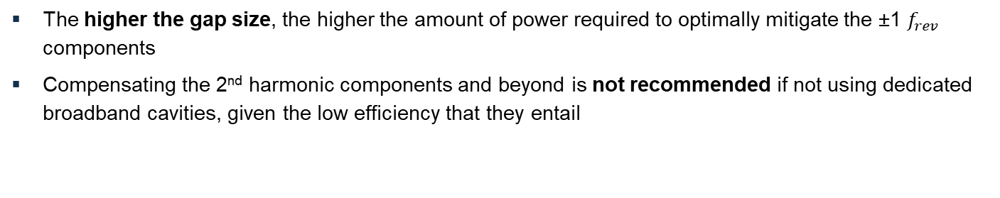 ▪ The higher the gap size, the higher the amount of power required to optimally mitigate the ±1 𝑓𝑟𝑒𝑣
components
▪ Compensating the 2nd harmonic components and beyond is not recommended if not using dedicated
broadband cavities, given the low efficiency that they entail